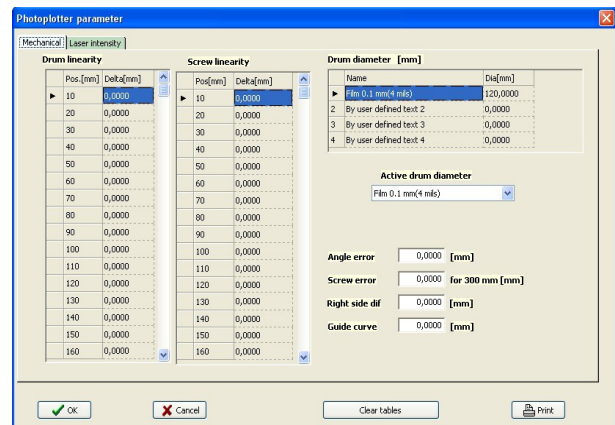 Photoplotter parameter
Mechanical Laser intensity
Drum linearity
Pos.[mm] Delta[mm]
10 0,0000
20 0,0000
30 0,0000
40 0,0000
50 0,0000
60 0,0000
70 0,0000
80 0,0000
90 0,0000
100 0,0000
110 0,0000
120 0,0000
130 0,0000
140 0,0000
150 0,0000
160 0,0000
Screw linearity
Pos[mm] Delta[mm]
10 0,0000
20 0,0000
30 0,0000
40 0,0000
50 0,0000
60 0,0000
70 0,0000
80 0,0000
90 0,0000
100 0,0000
110 0,0000
120 0,0000
130 0,0000
140 0,0000
150 0,0000
160 0,0000
Drum diameter [mm]
Name Dia[mm]
Film 0.1 mm(4 mils) 120,0000
2 By user defined text 2 0,0000
3 By user defined text 3 0,0000
4 By user defined text 4 0,0000
Active drum diameter
Film 0.1 mm(4 mils)
Angle error 0,0000 [mm]
Screw error 0,0000 for 300 mm [mm]
Right side dif 0,0000 [mm]
Guide curve 0,0000 [mm]
OK Cancel Clear tables Print